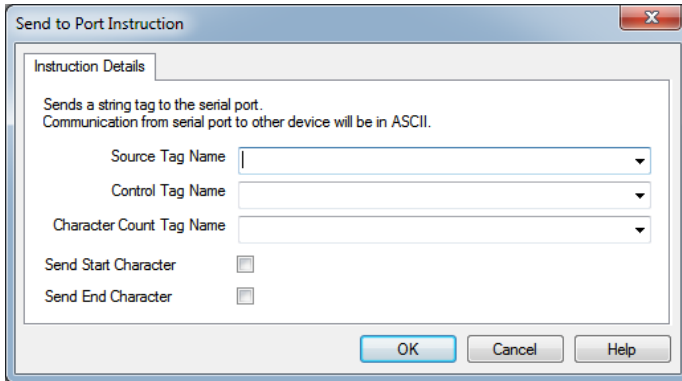 Send to Port Instruction
Instruction Details
Sends a string tag to the serial port.
Communication from serial port to other device will be in ASCII.
Source Tag Name
Control Tag Name
Character Count Tag Name
Send Start Character
Send End Character
OK Cancel Help